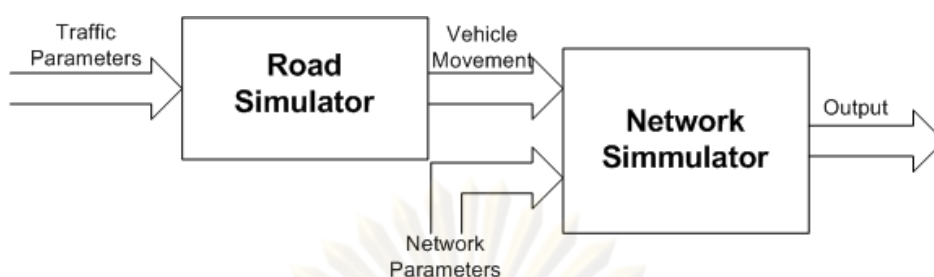 Traffic
Parameters
Road
Simulator
Vehicle
Movement
Network
Simmulator
Output
Network
Parameters